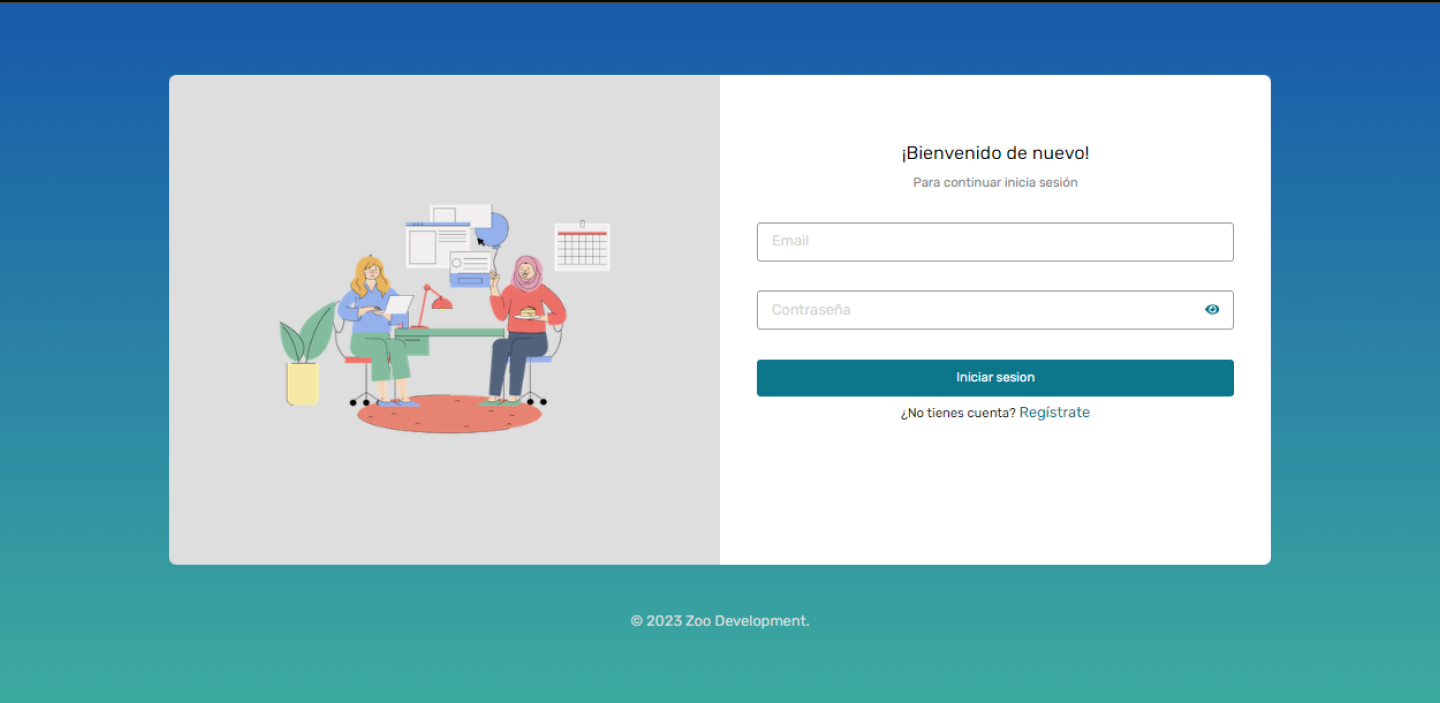 ¡Bienvenido de nuevo!
Para continuar inicia sesión
Email
Contraseña
Iniciar sesion
¿No tienes cuenta? Regístrate
© 2023 Zoo Development.